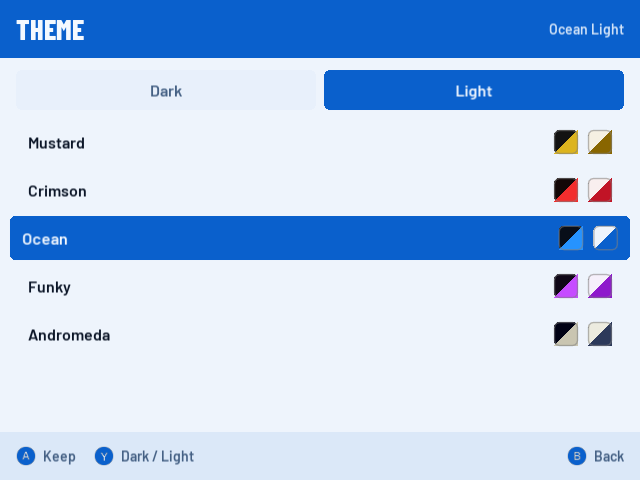 THEME
Ocean Light
Dark
Light
Mustard
Crimson
Ocean
Funky
Andromeda
A Keep Y Dark / Light B Back